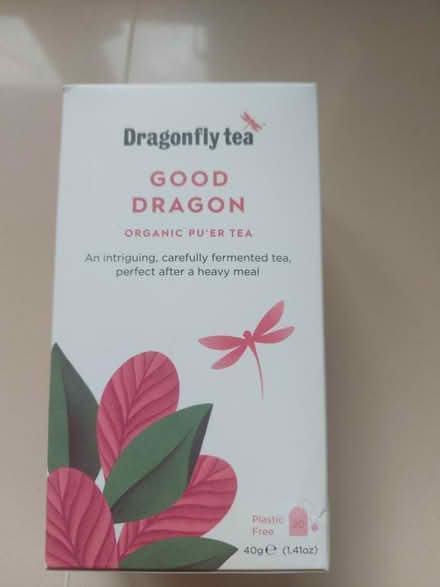 Dragonfly tea
GOOD
DRAGON
ORGANIC PU'ER TEA
An intriguing, carefully fermented tea,
perfect after a heavy meal
Plastic
Free
20
40g℮ (1.41oz)